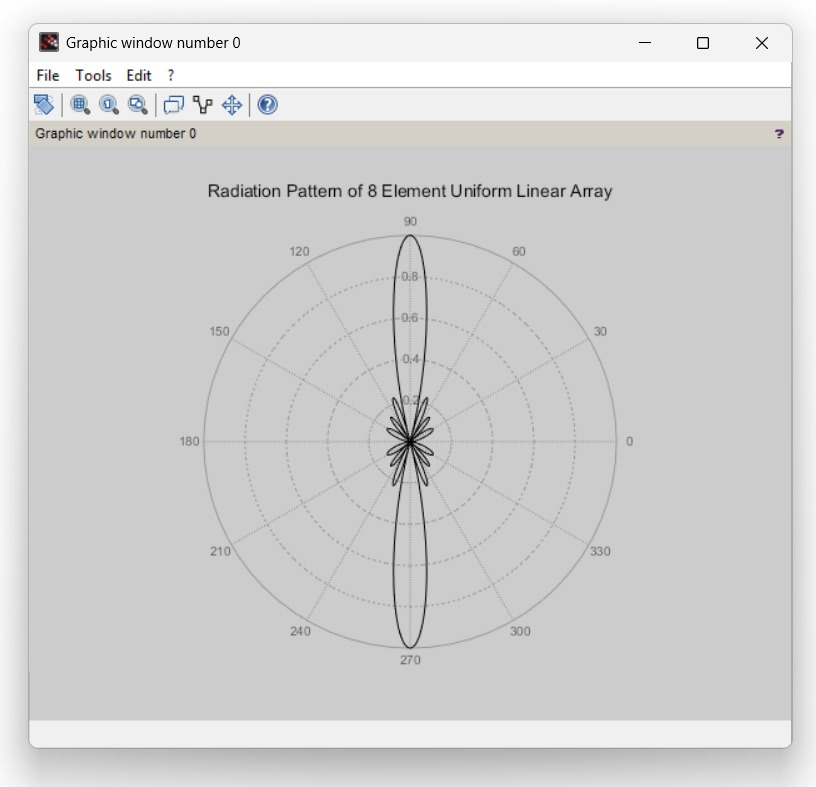 Graphic window number 0
File Tools Edit ?
Graphic window number 0 ?
Radiation Pattern of 8 Element Uniform Linear Array
90
120 60
0.8
150 0.6 30
0.4
0.2
180 0
210 330
240 300
270